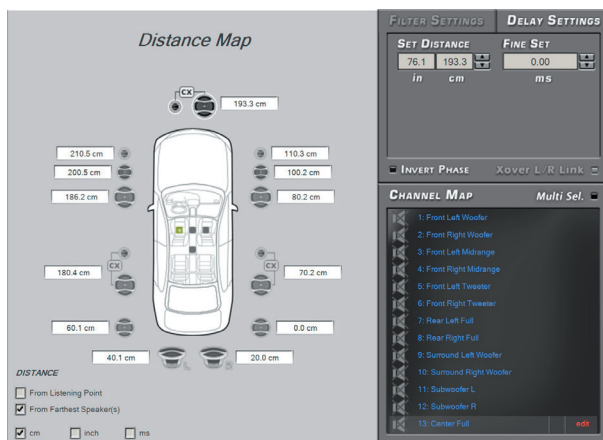 Distance Map
CX
193.3 cm
210.5 cm
110.3 cm
200.5 cm
100.2 cm
186.2 cm
80.2 cm
CX
CX
180.4 cm
70.2 cm
60.1 cm
0.0 cm
40.1 cm
L
20.0 cm
DISTANCE
From Listening Point
From Farthest Speaker(s)
cm
inch
ms
FILTER SETTINGS
DELAY SETTINGS
SET DISTANCE
FINE SET
76.1
193.3
0.00
in
cm
ms
INVERT PHASE
Xover L/R Link
CHANNEL MAP
Multi Sel.
1: Front Left Woofer
2: Front Right Woofer
3: Front Left Midrange
4: Front Right Midrange
5: Front Left Tweeter
6: Front Right Tweeter
7: Rear Left Full
8: Rear Right Full
9: Surround Left Woofer
10: Surround Right Woofer
11: Subwoofer L
12: Subwoofer R
13: Center Full
edit